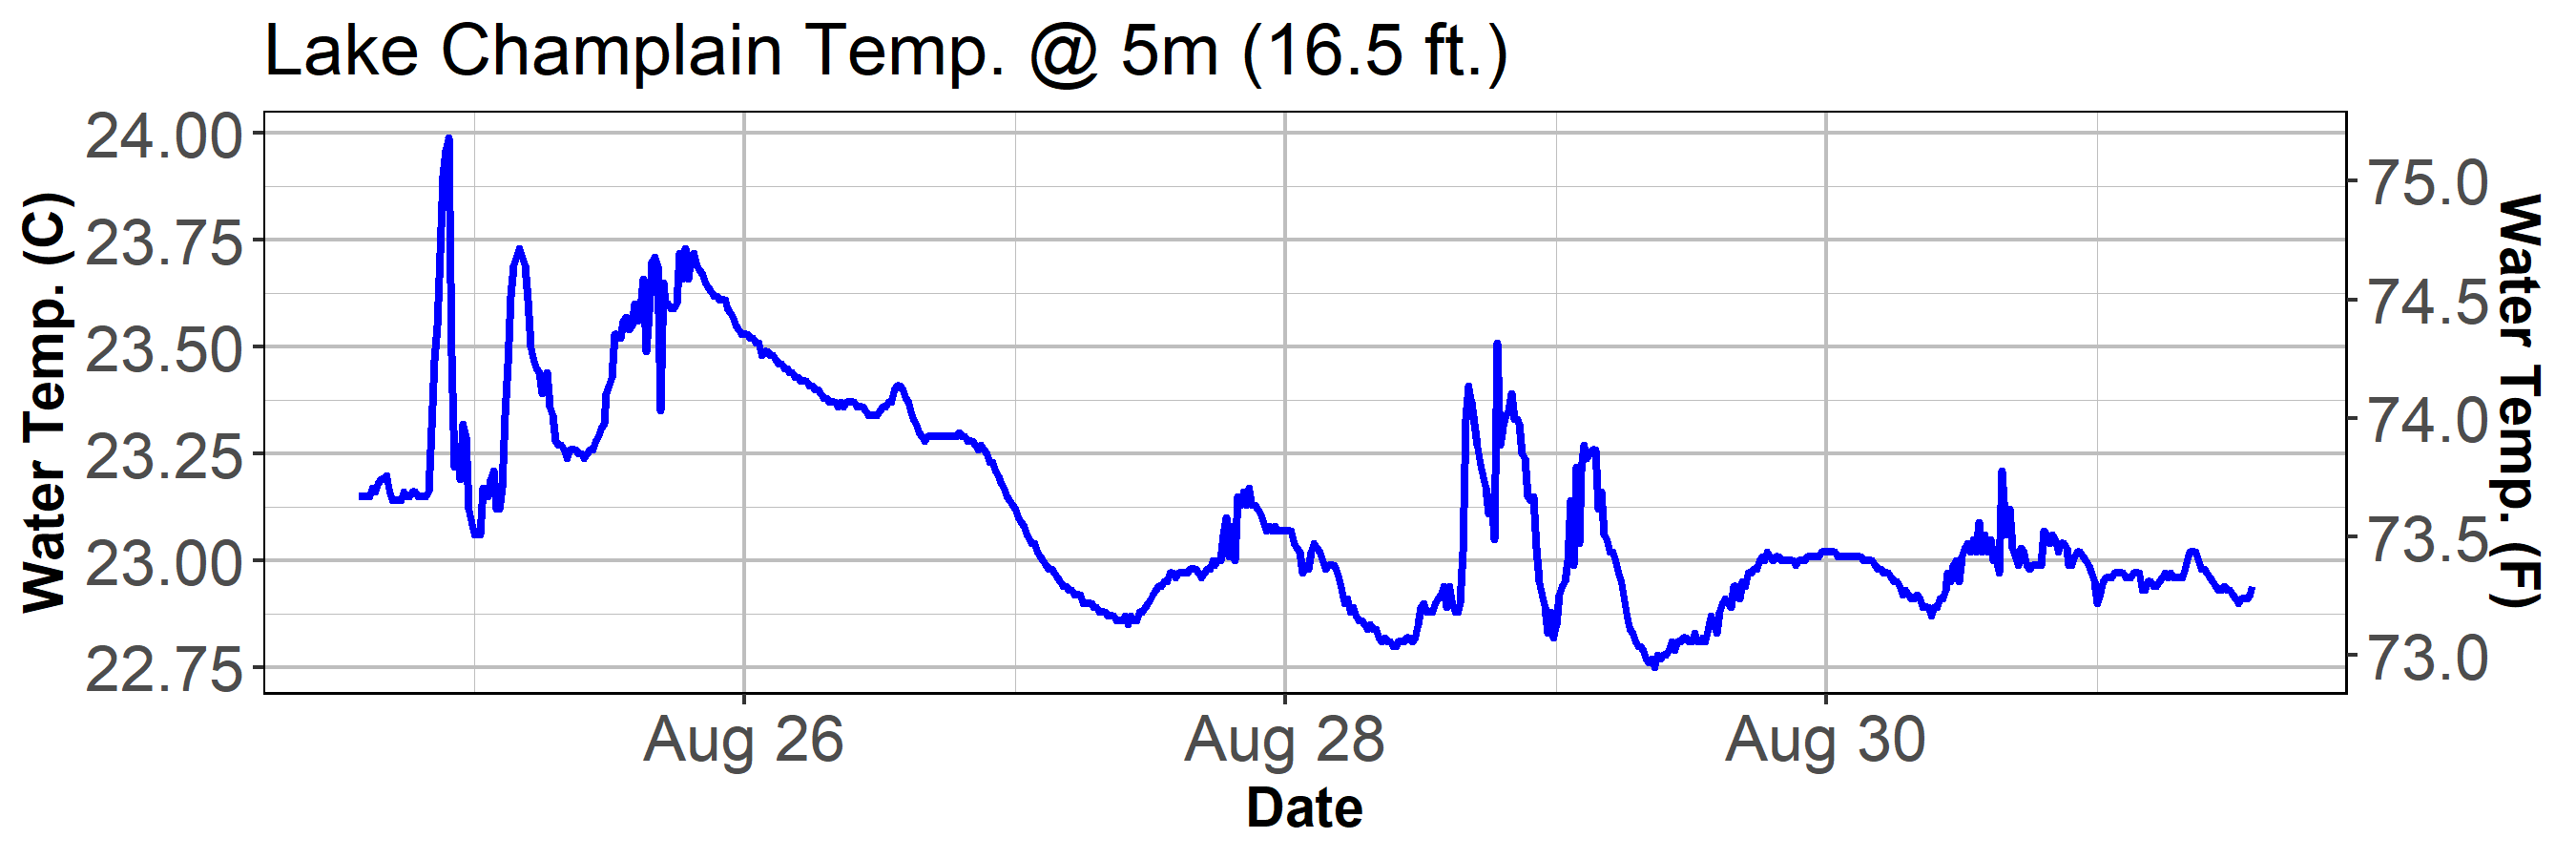 Lake Champlain Temp. @ 5m (16.5 ft.)
Water Temp. (C)
24.00
23.75
23.50
23.25
23.00
22.75
75.0
74.5
74.0
73.5
73.0
Water Temp. (F)
Aug 26 Aug 28 Aug 30
Date